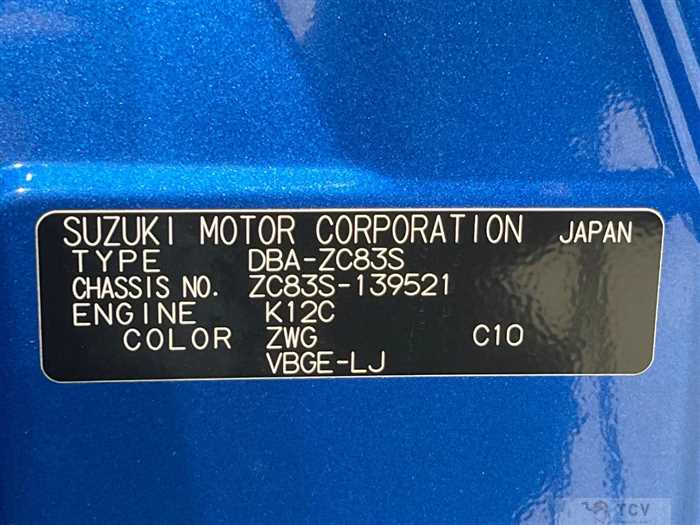 SUZUKI MOTOR CORPORATION JAPAN
TYPE DBA-ZC83S
CHASSIS NO. ZC83S-139521
ENGINE K12C
COLOR ZWG C10
VBGE-LJ
TCV